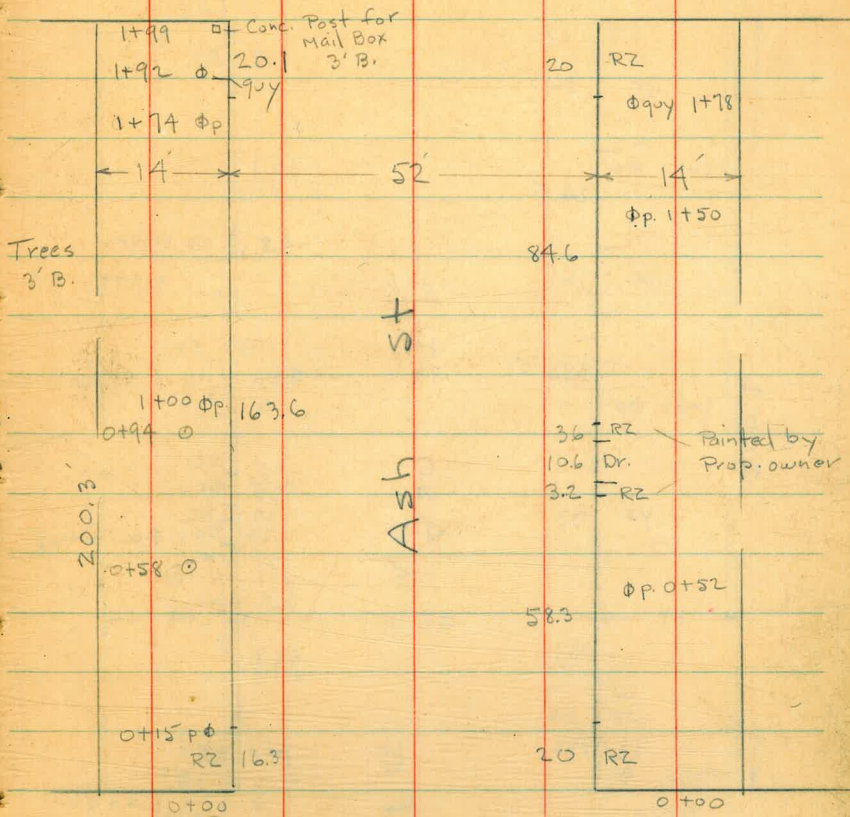 1+99
Conc. Post for
Mail Box
3' B.
1+92
20.1
guy
1+74 p
14'
52'
14'
20 RZ
guy 1+78
p. 1+50
Trees
3' B.
84.6
Ash St
1+00 p.
163.6
0+94
3.6 RZ
Painted by
Prop. owner
10.6 Dr.
3.2 RZ
200.3'
0+58
p. 0+52
58.3
0+15 p
RZ 16.3
20 RZ
0+00
0+00